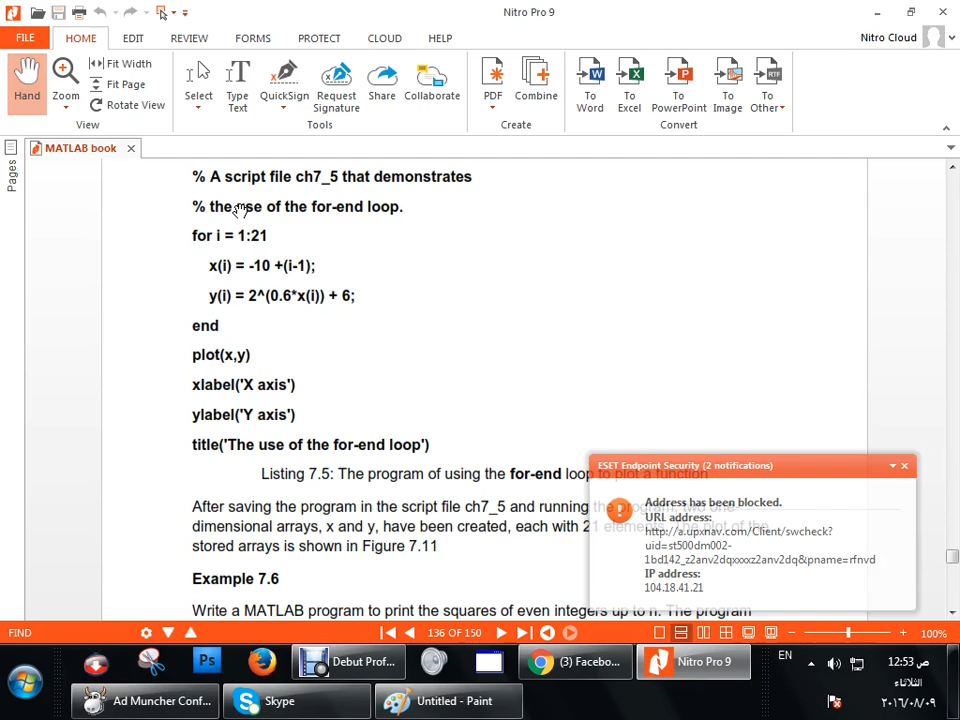 Nitro Pro 9
FILE
HOME
EDIT
REVIEW
FORMS
PROTECT
CLOUD
HELP
Nitro Cloud
Hand
Zoom
Fit Width
Fit Page
Rotate View
View
Select
Type Text
QuickSign
Request Signature
Share
Collaborate
Tools
PDF
Combine
Create
To Word
To Excel
To PowerPoint
To Image
To Other
Convert
MATLAB book
Pages
% A script file ch7_5 that demonstrates
% the use of the for-end loop.
for i = 1:21
x(i) = -10 +(i-1);
y(i) = 2^(0.6*x(i)) + 6;
end
plot(x,y)
xlabel('X axis')
ylabel('Y axis')
title('The use of the for-end loop')
Listing 7.5: The program of using the for-end loop to plot a function
After saving the program in the script file ch7_5 and running the program, two one-
dimensional arrays, x and y, have been created, each with 21 elements. The plot of the
stored arrays is shown in Figure 7.11
Example 7.6
Write a MATLAB program to print the squares of even integers up to n. The program
ESET Endpoint Security (2 notifications)
Address has been blocked.
URL address:
http://a.upxnav.com/Client/swcheck?
uid=st500dm002-
1bd142_z2anv2dqxxxxz2anv2dq&pname=rfnvd
IP address:
104.18.41.21
FIND
136 OF 150
100%
Debut Prof...
(3) Facebo...
Nitro Pro 9
EN
12:53 ص
الثلاثاء
٢٠١٦/٠٨/٠٩
Ps
Ad Muncher Conf...
Skype
Untitled - Paint